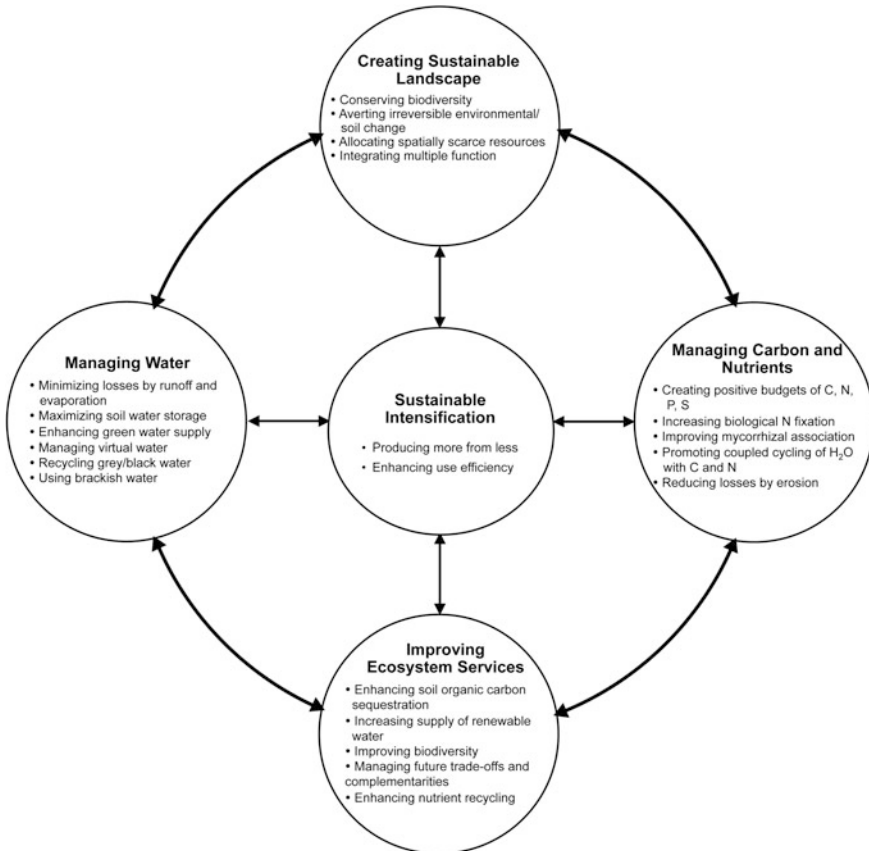 Creating Sustainable
Landscape
• Conserving biodiversity
• Averting irreversible environmental/
soil change
• Allocating spatially scarce resources
• Integrating multiple function
Managing Water
• Minimizing losses by runoff and
evaporation
• Maximizing soil water storage
• Enhancing green water supply
• Managing virtual water
• Recycling grey/black water
• Using brackish water
Sustainable
Intensification
• Producing more from less
• Enhancing use efficiency
Managing Carbon and
Nutrients
• Creating positive budgets of C, N,
P, S
• Increasing biological N fixation
• Improving mycorrhizal association
• Promoting coupled cycling of H₂O
with C and N
• Reducing losses by erosion
Improving
Ecosystem Services
• Enhancing soil organic carbon
sequestration
• Increasing supply of renewable
water
• Improving biodiversity
• Managing future trade-offs and
complementarities
• Enhancing nutrient recycling